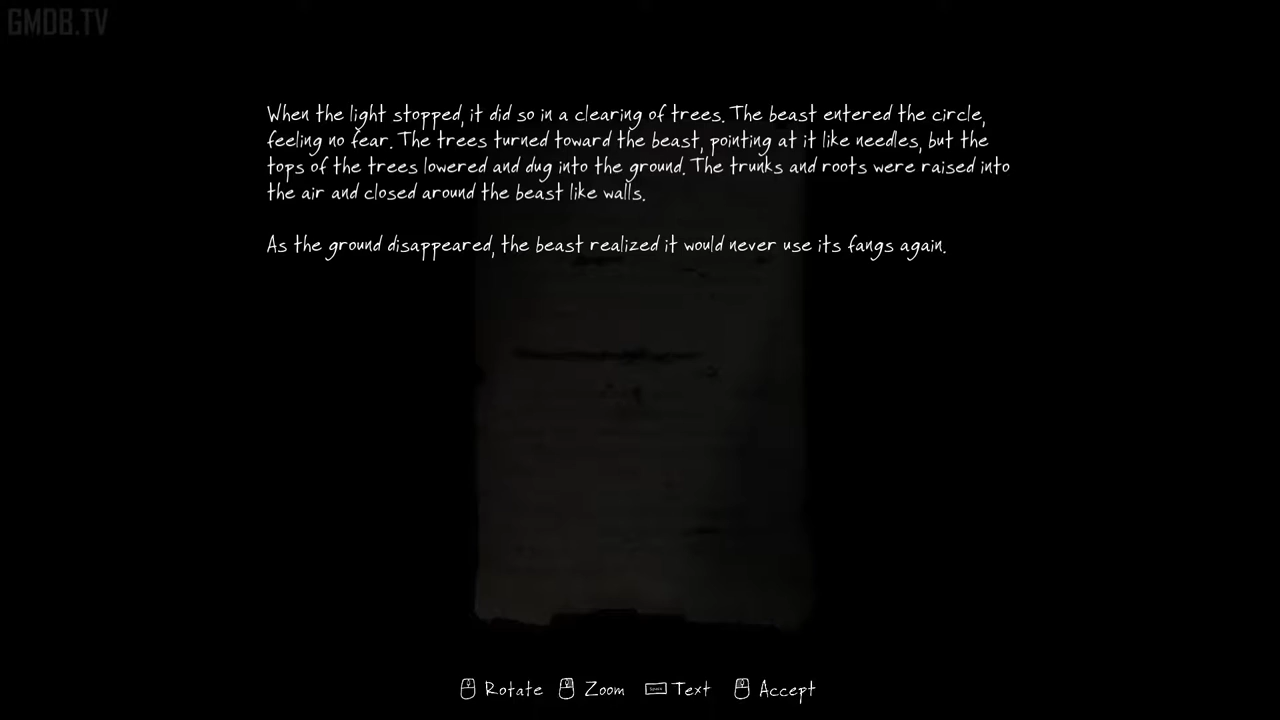 GMDB.TV
When the light stopped, it did so in a clearing of trees. The beast entered the circle,
feeling no fear. The trees turned toward the beast, pointing at it like needles, but the
tops of the trees lowered and dug into the ground. The trunks and roots were raised into
the air and closed around the beast like walls.
As the ground disappeared, the beast realized it would never use its fangs again.
Rotate Zoom Space Text Accept